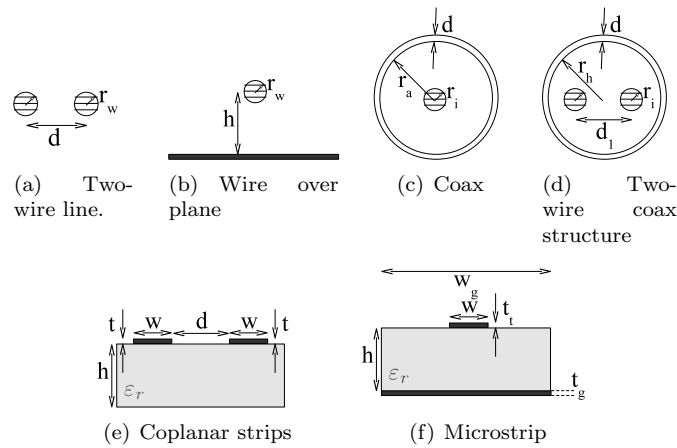 d
d
r_w
r_w
r_a
r_i
r_h
r_i
d
h
d_1
(a) Two-
wire line.
(b) Wire over
plane
(c) Coax
(d) Two-
wire coax
structure
w_g
t w d w t
w t_t
h
h
ε_r
ε_r
t_g
(e) Coplanar strips
(f) Microstrip